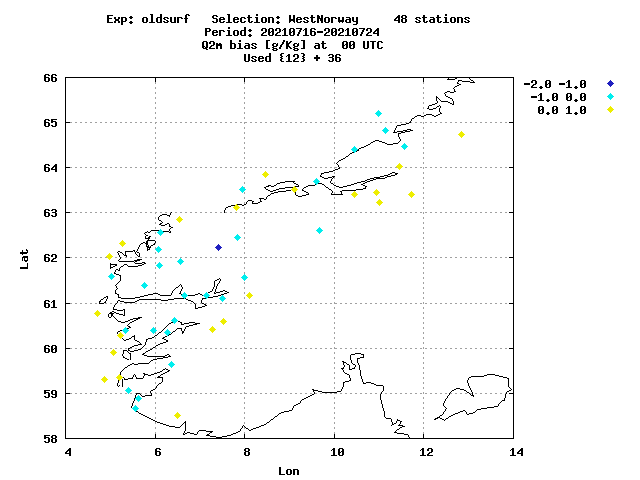 Exp: oldsurf Selection: WestNorway 48 stations
Period: 20210716-20210724
Q2m bias [g/Kg] at 00 UTC
Used {12} + 36
-2.0 -1.0
-1.0 0.0
0.0 1.0
66
65
64
63
62
61
60
59
58
Lat
4 6 8 10 12 14
Lon